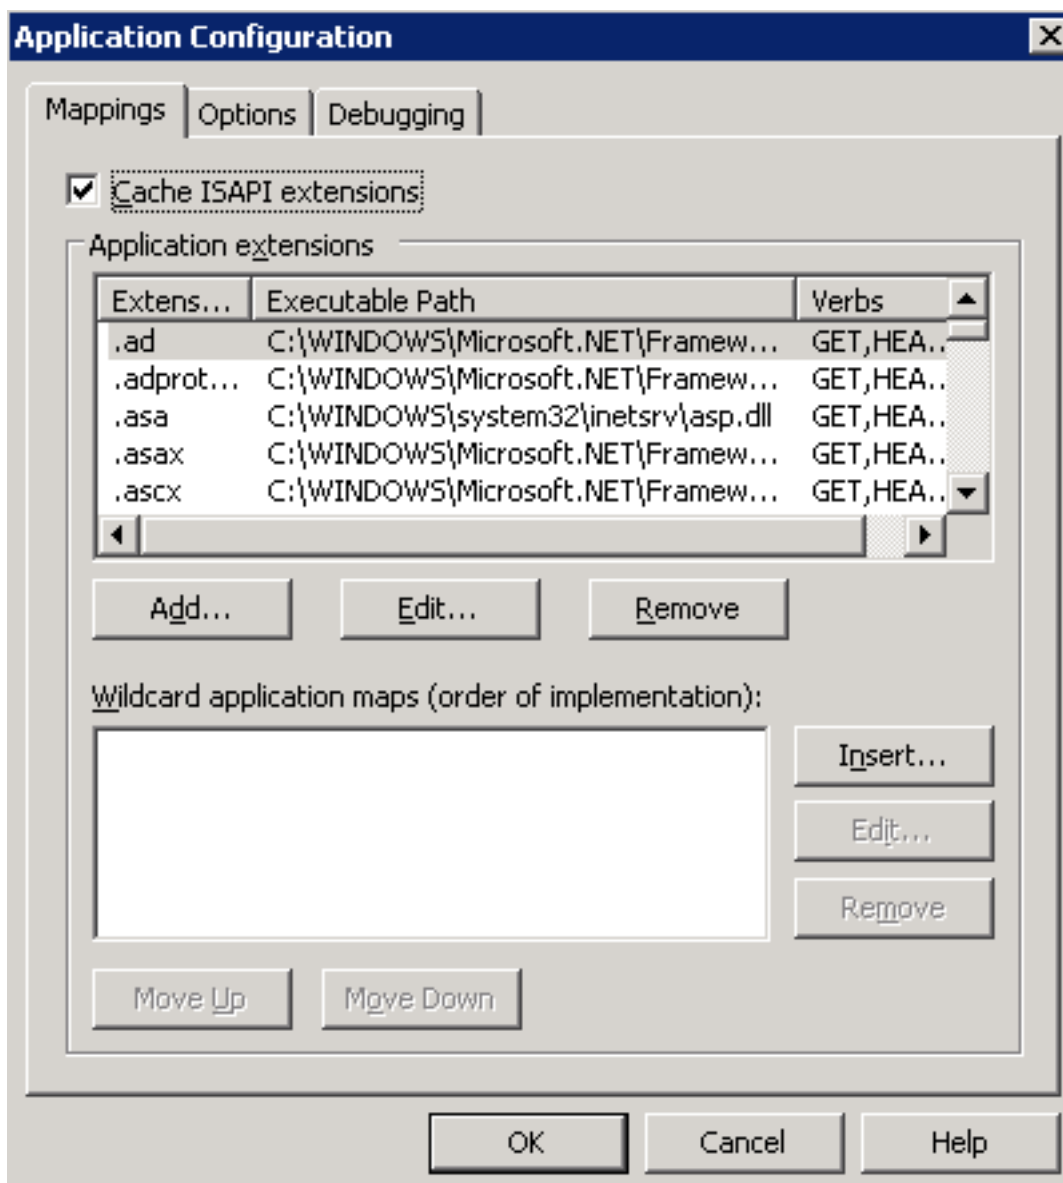 Application Configuration
Mappings Options Debugging
Cache ISAPI extensions
Application extensions
Extens... Executable Path Verbs
.ad C:\WINDOWS\Microsoft.NET\Framew... GET,HEA..
.adprot... C:\WINDOWS\Microsoft.NET\Framew... GET,HEA..
.asa C:\WINDOWS\system32\inetsrv\asp.dll GET,HEA..
.asax C:\WINDOWS\Microsoft.NET\Framew... GET,HEA..
.ascx C:\WINDOWS\Microsoft.NET\Framew... GET,HEA..
Add... Edit... Remove
Wildcard application maps (order of implementation):
Insert...
Edit...
Remove
Move Up Move Down
OK Cancel Help